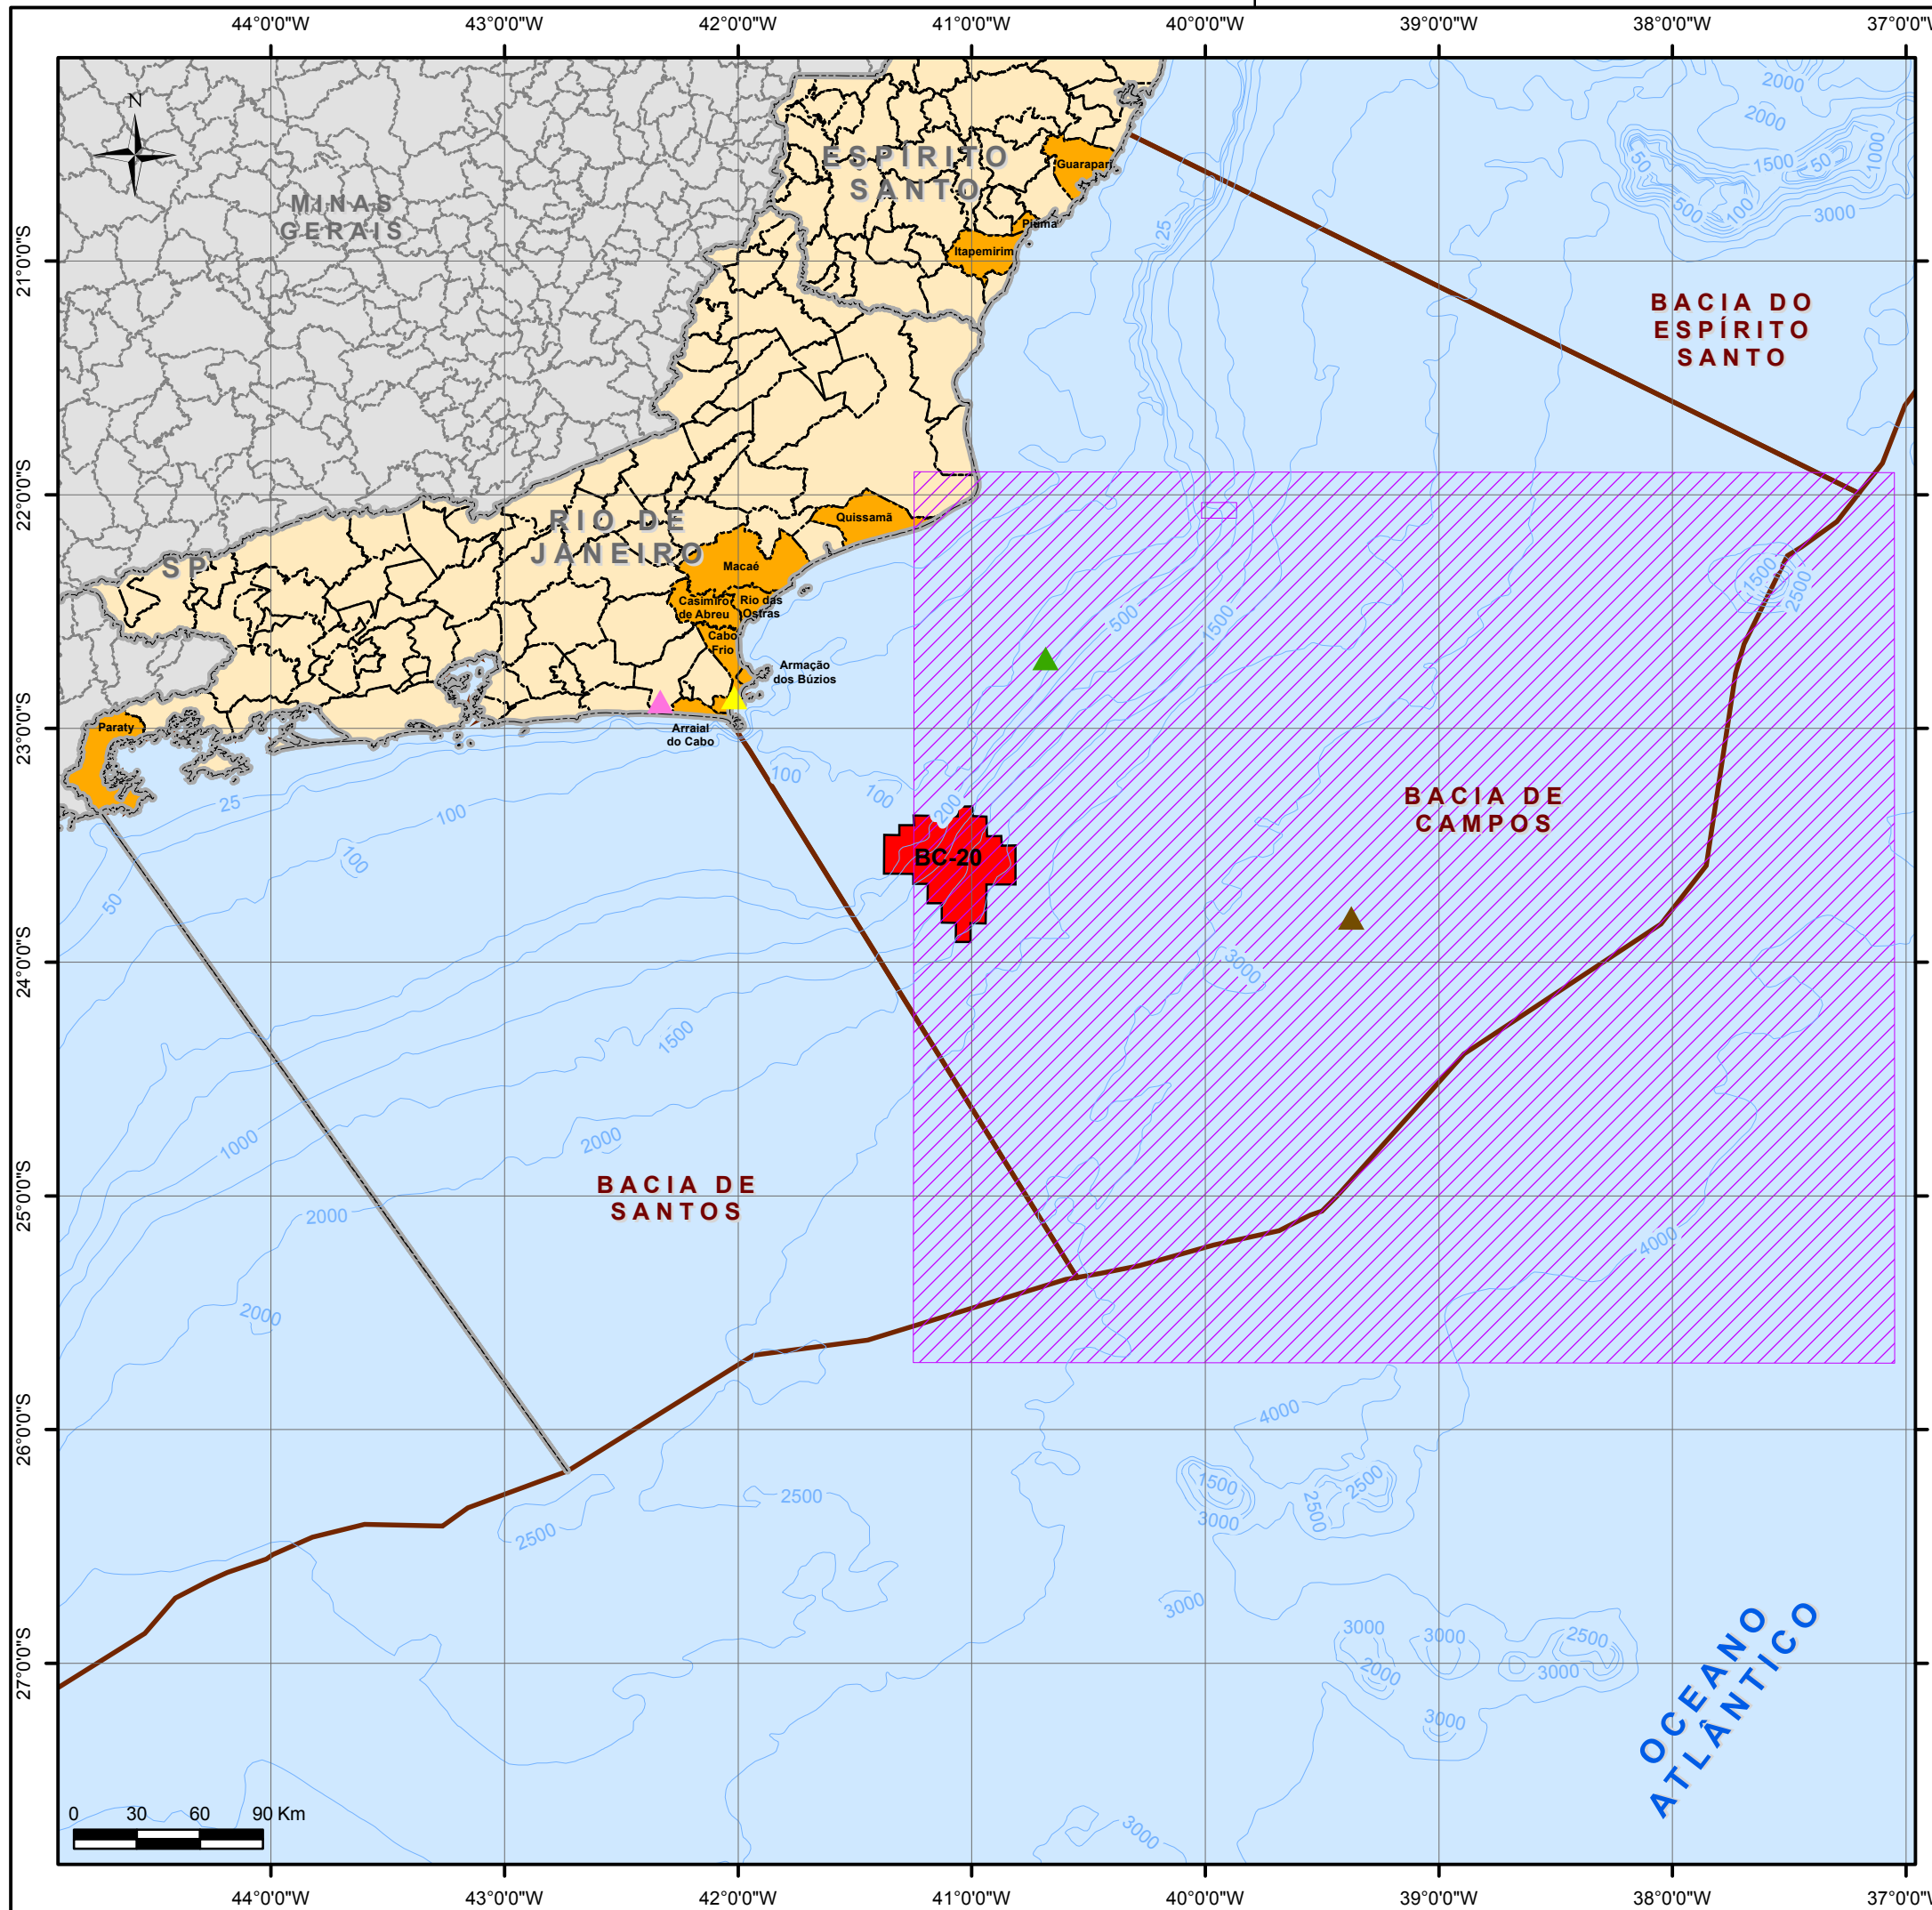 44°0'0"W 43°0'0"W 42°0'0"W 41°0'0"W 40°0'0"W 39°0'0"W 38°0'0"W 37°0'0"W
N
MINAS
GERAIS
ESPÍRITO
SANTO
Guarapari
Piúma
Itapemirim
25
2000
2000
1500
50
1000
50
500
100
3000
21°0'0"S
BACIA DO
ESPÍRITO
SANTO
22°0'0"S
RIO DE
JANEIRO
SP
Quissamã
Macaé
Casimiro
de Abreu
Rio das
Ostras
Cabo
Frio
Armação
dos Búzios
Arraial
do Cabo
Paraty
500
1500
1500
2500
23°0'0"S
25
100
100
50
100
100
200
BC-20
BACIA DE
CAMPOS
24°0'0"S
3000
1500
1000
2000
2000
25°0'0"S
BACIA DE
SANTOS
4000
2000
26°0'0"S
4000
2500
2500
1500
3000
2500
2500
3000
3000
3000
2000
3000
2500
3000
3000
27°0'0"S
OCEANO
ATLÂNTICO
3000
0 30 60 90 Km
44°0'0"W 43°0'0"W 42°0'0"W 41°0'0"W 40°0'0"W 39°0'0"W 38°0'0"W 37°0'0"W